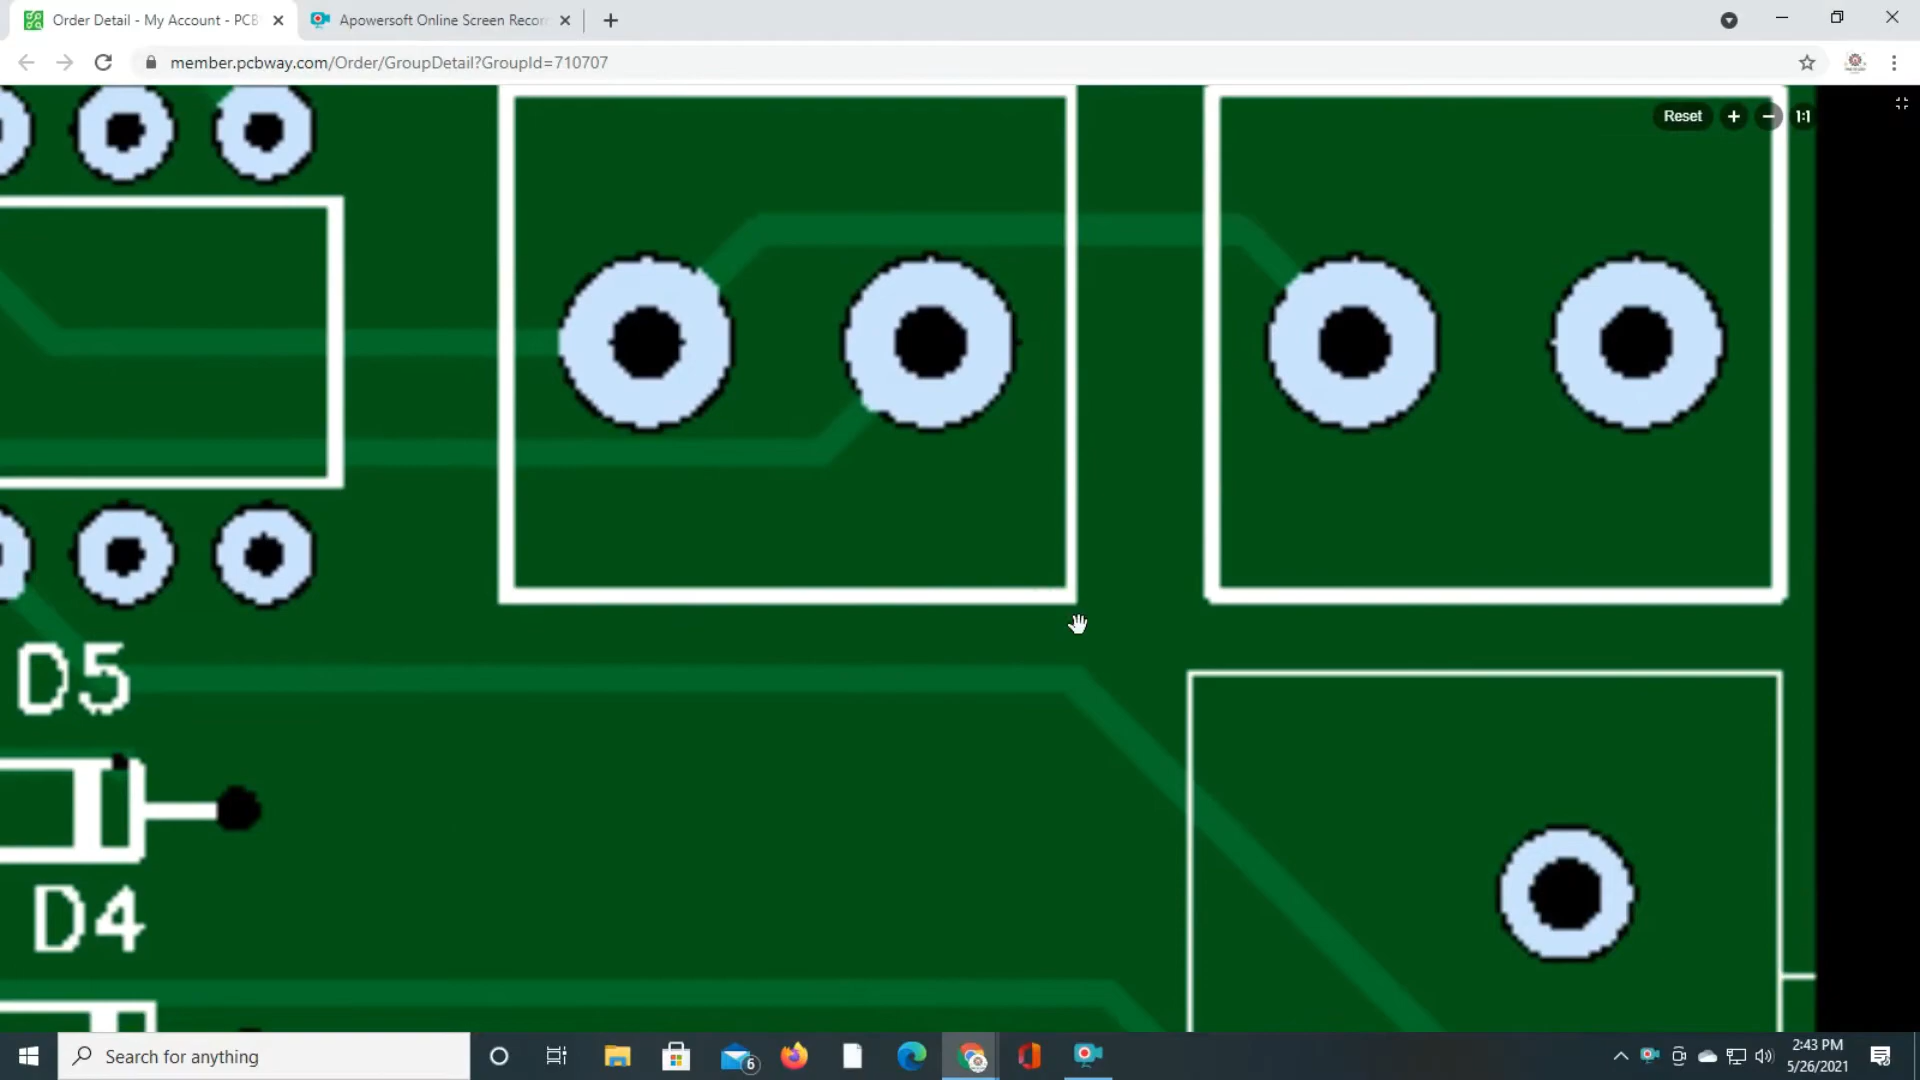 Order Detail - My Account - PCB
Apowersoft Online Screen Recor
member.pcbway.com/Order/GroupDetail?GroupId=710707
Reset + − 1:1
D5
D4
Search for anything
6
2:43 PM
5/26/2021